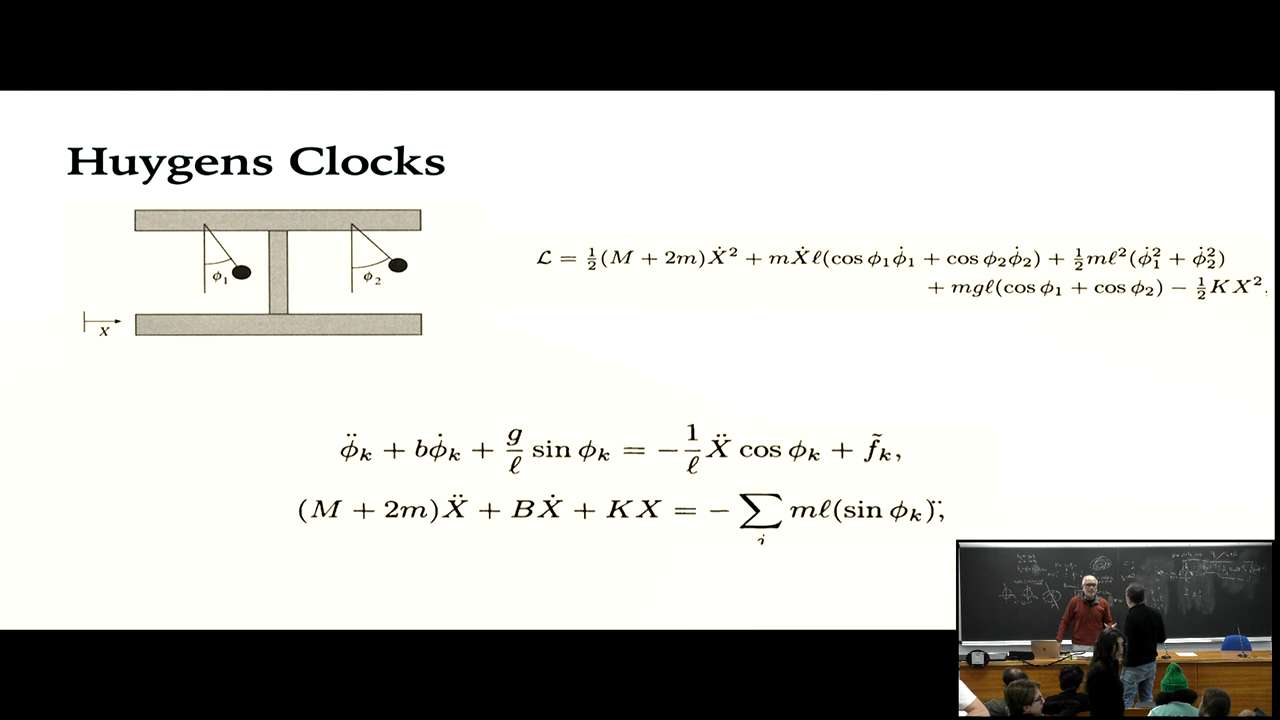 Huygens Clocks
ϕ₁ ϕ₂
X
ℒ = ½(M + 2m)Ẋ² + mẊℓ(cos ϕ₁ϕ̇₁ + cos ϕ₂ϕ̇₂) + ½mℓ²(ϕ̇₁² + ϕ̇₂²)
+ mgℓ(cos ϕ₁ + cos ϕ₂) − ½KX²,
ϕ̈ₖ + bϕ̇ₖ + g/ℓ sin ϕₖ = −1/ℓ Ẍ cos ϕₖ + f̃ₖ,
(M + 2m)Ẍ + BẊ + KX = − ∑ᵢ mℓ(sin ϕₖ)¨,